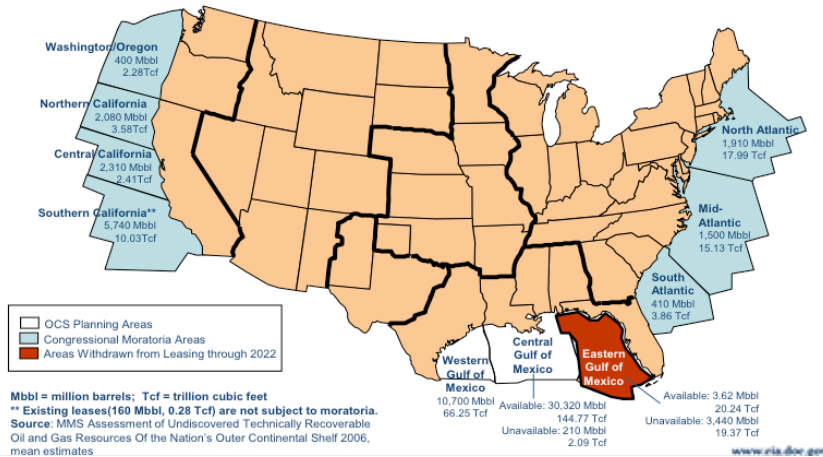 Washington/Oregon
400 Mbbl
2.28Tcf
Northern California
2,080 Mbbl
3.58Tcf
Central California
2,310 Mbbl
2.41Tcf
Southern California**
5,740 Mbbl
10.03Tcf
North Atlantic
1,910 Mbbl
17.99 Tcf
Mid-
Atlantic
1,500 Mbbl
15.13 Tcf
South
Atlantic
410 Mbbl
3.86 Tcf
OCS Planning Areas
Congressional Moratoria Areas
Areas Withdrawn from Leasing through 2022
Western
Gulf of
Mexico
10,700 Mbbl
66.25 Tcf
Central
Gulf of
Mexico
Available: 30,320 Mbbl
144.77 Tcf
Unavailable: 210 Mbbl
2.09 Tcf
Eastern
Gulf of
Mexico
Available: 3.62 Mbbl
20.24 Tcf
Unavailable: 3,440 Mbbl
19.37 Tcf
Mbbl = million barrels; Tcf = trillion cubic feet
** Existing leases(160 Mbbl, 0.28 Tcf) are not subject to moratoria.
Source: MMS Assessment of Undiscovered Technically Recoverable
Oil and Gas Resources Of the Nation's Outer Continental Shelf 2006,
mean estimates
www.eia.doe.gov